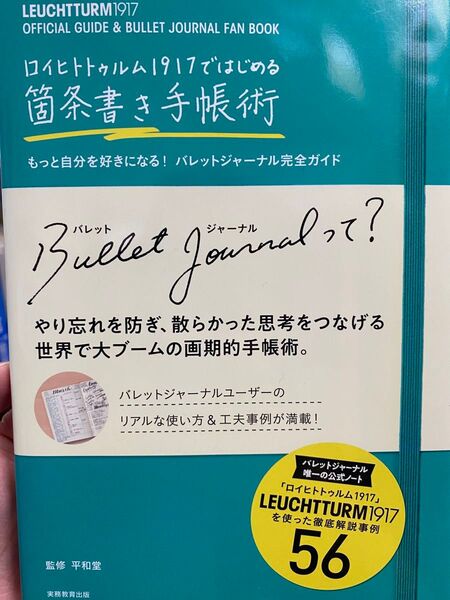 LEUCHTTURM1917
OFFICIAL GUIDE & BULLET JOURNAL FAN BOOK
ロイヒトトゥルム1917ではじめる
箇条書き手帳術
もっと自分を好きになる! バレットジャーナル完全ガイド
バレット ジャーナル
Bullet Journalって?
やり忘れを防ぎ、散らかった思考をつなげる
世界で大ブームの画期的手帳術。
バレットジャーナルユーザーの
リアルな使い方&工夫事例が満載!
バレットジャーナル
唯一の公式ノート
「ロイヒトトゥルム1917」
LEUCHTTURM1917
を使った徹底解説事例
56
監修 平和堂
実務教育出版